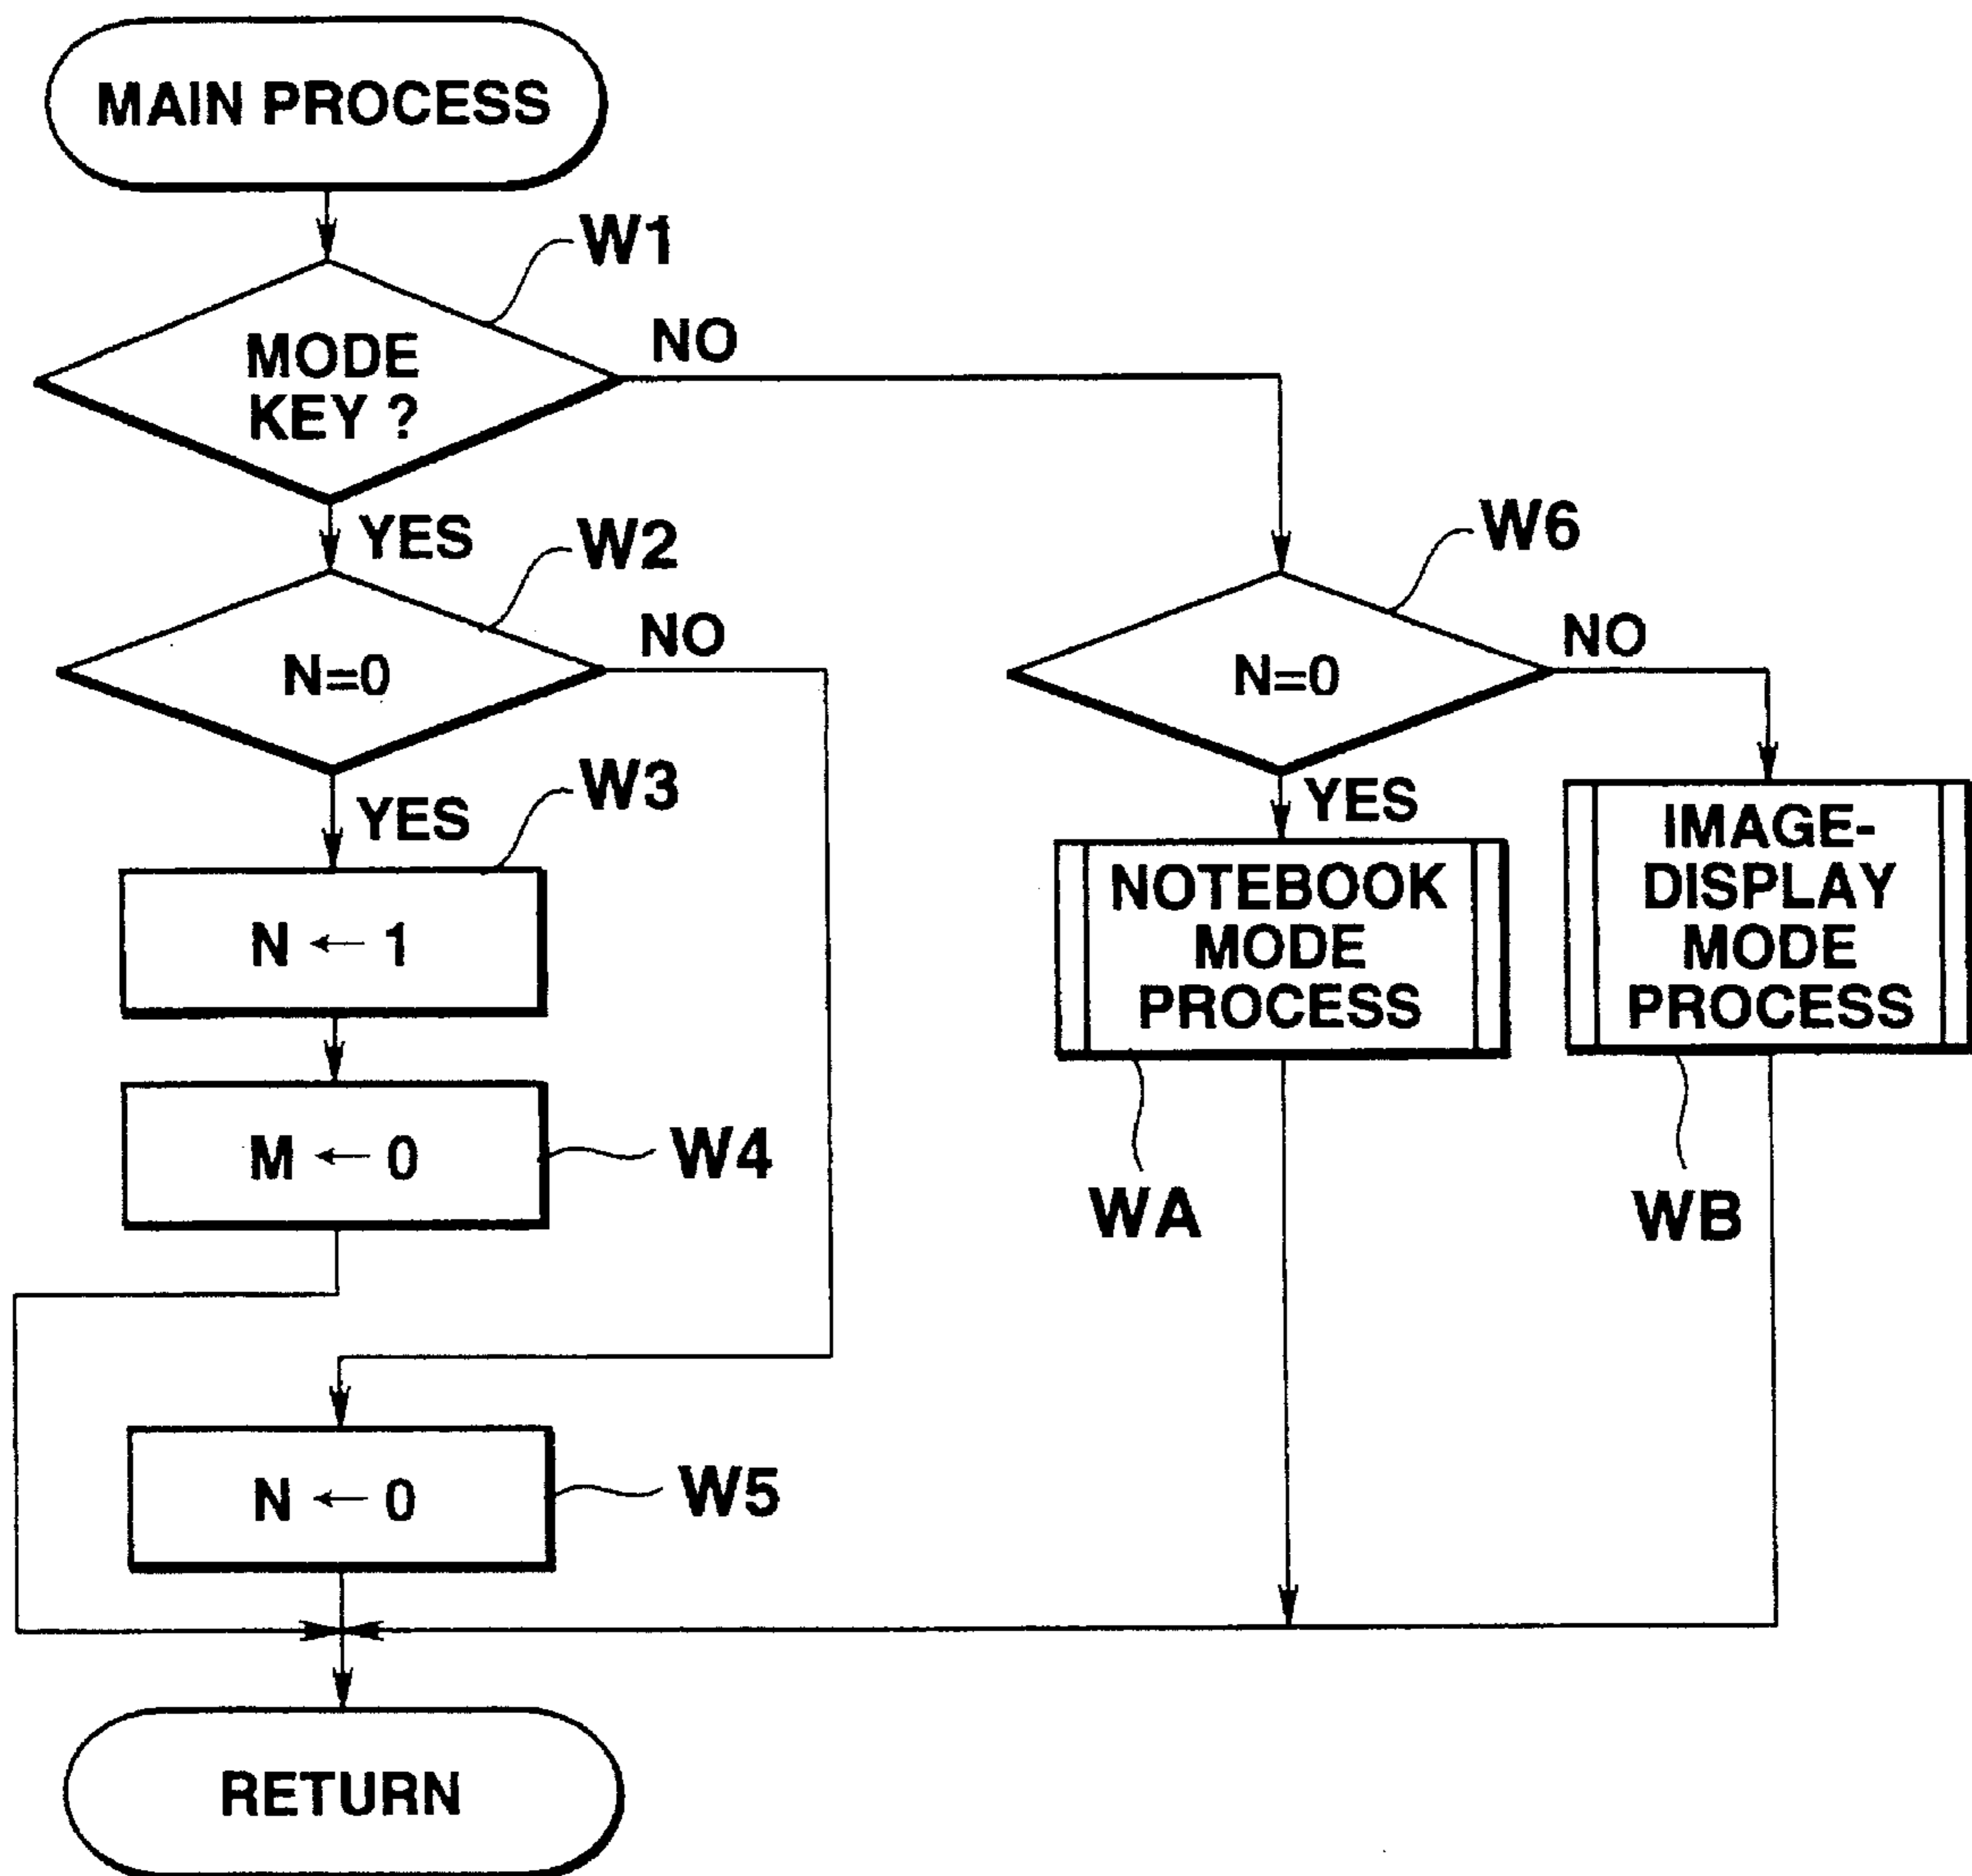 MAIN PROCESS
W1
MODE
KEY ?
NO
YES
W2
N=0
NO
YES
W3
N ← 1
M ← 0
W4
N ← 0
W5
RETURN
W6
N=0
NO
YES
NOTEBOOK
MODE
PROCESS
WA
IMAGE-
DISPLAY
MODE
PROCESS
WB